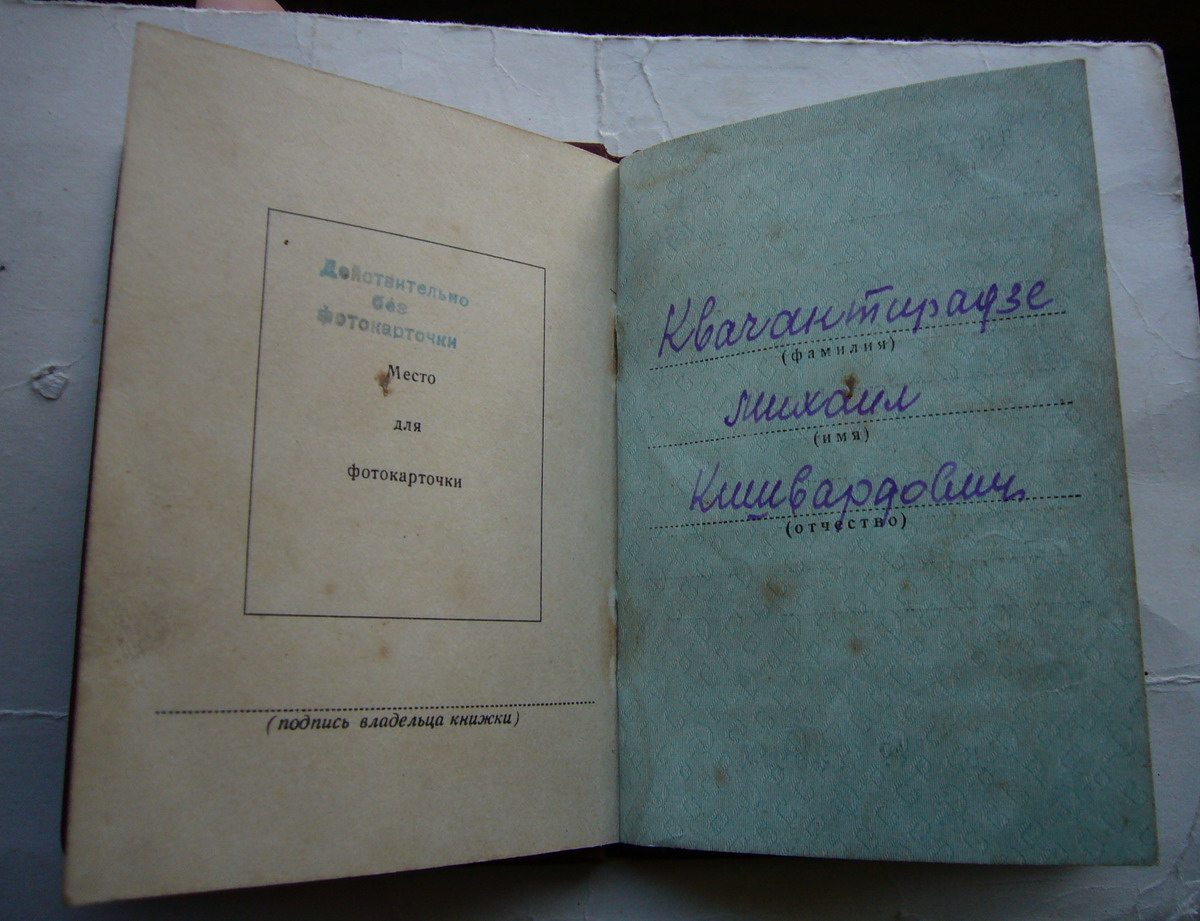 Действительно
без
фотокарточки
Место
для
фотокарточки
(подпись владельца книжки)
Квачантирадзе
(фамилия)
Михаил
(имя)
Кишвардович
(отчество)